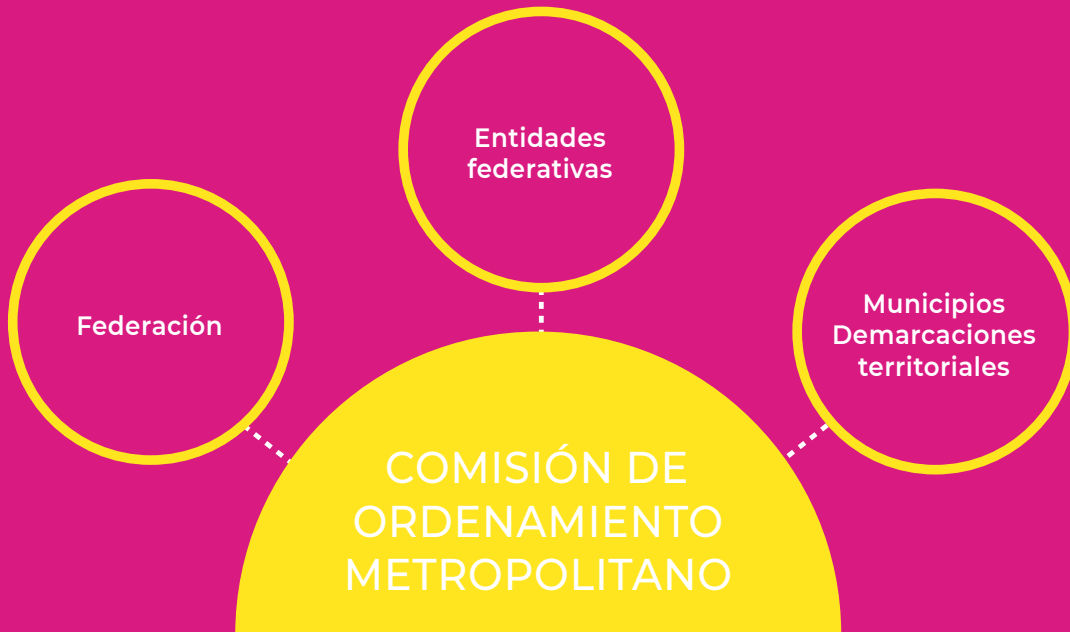 Entidades
federativas
Federación
Municipios
Demarcaciones
territoriales
COMISIÓN DE
ORDENAMIENTO
METROPOLITANO